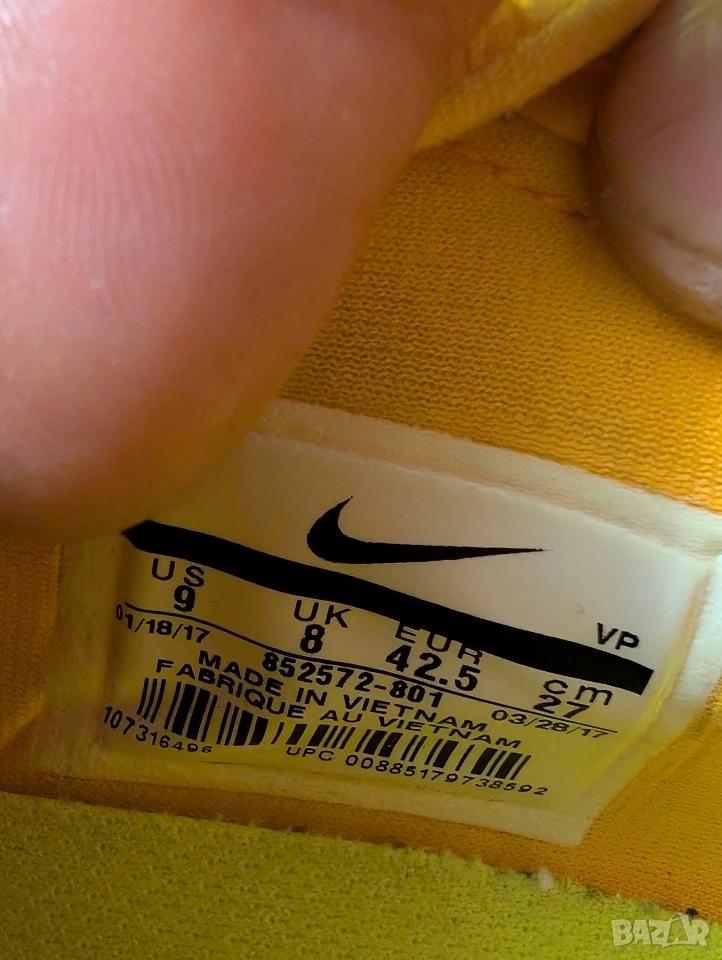 US UK EUR cm VP
9 8 42.5 27
01/18/17 852572-801 03/28/17
MADE IN VIETNAM
FABRIQUE AU VIETNAM
107316496 UPC 00885179738592
BAZAR